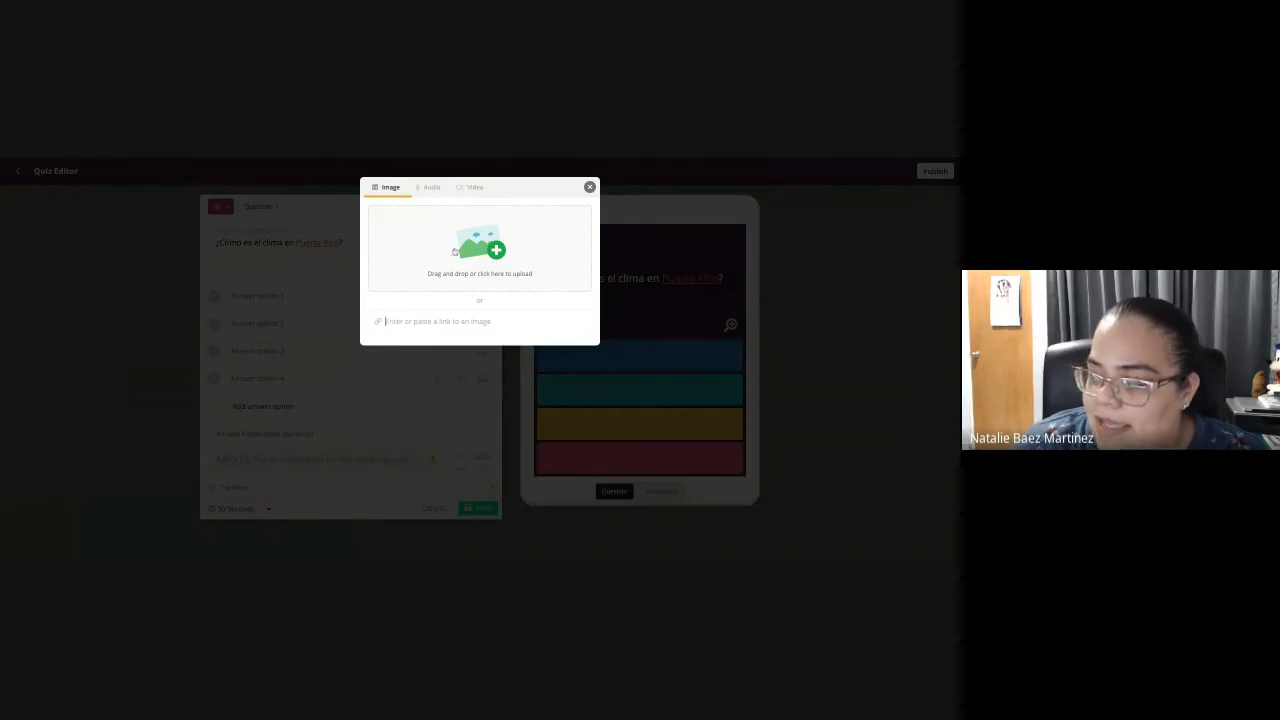 Quiz Editor
Publish
Question 1
¿Cómo es el clima en Puerto Rico?
Answer option 1
Answer option 2
Answer option 3
Answer option 4
Add answer option
Answer Explanation (optional)
30 Seconds
CANCEL
SAVE
Image
Audio
Video
Drag and drop or click here to upload
or
Enter or paste a link to an image
es el clima en Puerto Rico?
Question
Natalie Baez Martinez